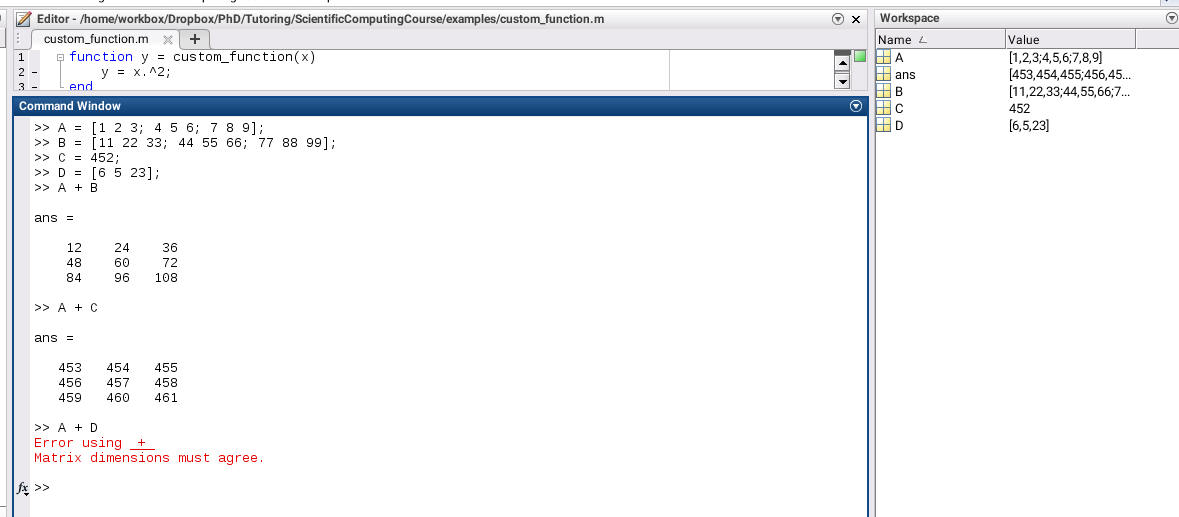 Editor - /home/workbox/Dropbox/PhD/Tutoring/ScientificComputingCourse/examples/custom_function.m
custom_function.m
1 function y = custom_function(x)
2 - y = x.^2;
3 - end
Command Window
>> A = [1 2 3; 4 5 6; 7 8 9];
>> B = [11 22 33; 44 55 66; 77 88 99];
>> C = 452;
>> D = [6 5 23];
>> A + B
ans =
12 24 36
48 60 72
84 96 108
>> A + C
ans =
453 454 455
456 457 458
459 460 461
>> A + D
Error using +
Matrix dimensions must agree.
fx >>
Workspace
Name Value
A [1,2,3;4,5,6;7,8,9]
ans [453,454,455;456,45...
B [11,22,33;44,55,66;7...
C 452
D [6,5,23]